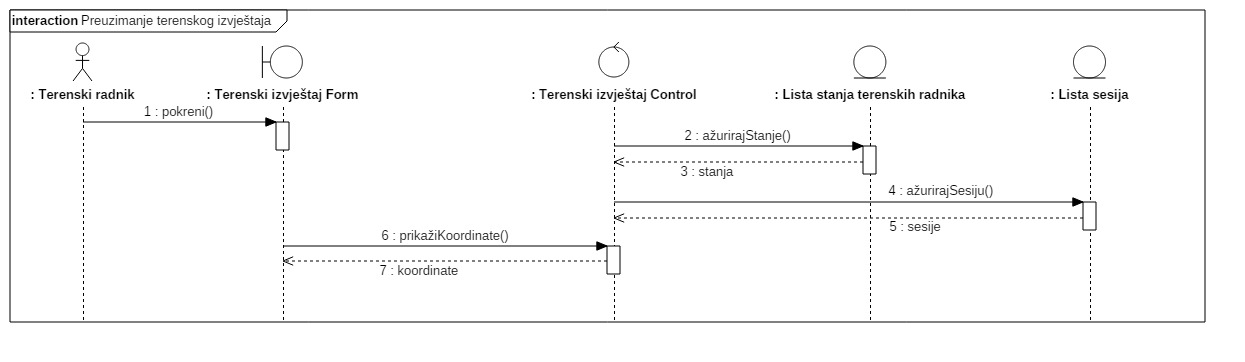 interaction Preuzimanje terenskog izvještaja
: Terenski radnik
: Terenski izvještaj Form
: Terenski izvještaj Control
: Lista stanja terenskih radnika
: Lista sesija
1 : pokreni()
2 : ažurirajStanje()
3 : stanja
4 : ažurirajSesiju()
5 : sesije
6 : prikažiKoordinate()
7 : koordinate